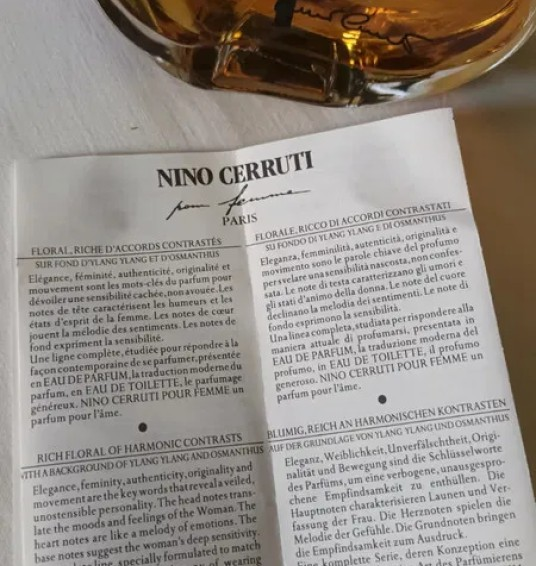 NINO CERRUTI
pour femme
PARIS
FLORAL, RICHE D'ACCORDS CONTRASTÉS
SUR FOND D'YLANG YLANG ET D'OSMANTHUS
Elégance, féminité, authenticité, originalité et
mouvement sont les mots-clés du parfum pour
dévoiler une sensibilité cachée, non avouée. Les
notes de tête caractérisent les humeurs et les
états d'esprit de la femme. Les notes de cœur
jouent la mélodie des sentiments. Les notes de
fond expriment la sensibilité.
Une ligne complète, étudiée pour répondre à la
façon contemporaine de se parfumer, présentée
en EAU DE PARFUM, la traduction moderne du
parfum, en EAU DE TOILETTE, le parfumage
généreux. NINO CERRUTI POUR FEMME un
parfum pour l'âme.
RICH FLORAL OF HARMONIC CONTRASTS
WITH A BACKGROUND OF YLANG YLANG AND OSMANTHUS
Elegance, feminity, authenticity, originality and
movement are the key words that reveal a veiled,
unostensible personality. The head notes trans-
late the moods and feelings of the Woman. The
heart notes are like a melody of emotions. The
base notes suggest the woman's deep sensitivity.
line, specially formulated to match
of wearing
FLORALE, RICCO DI ACCORDI CONTRASTATI
SU FONDO DI YLANG YLANG E DI OSMANTHUS
Eleganza, femminilità, autenticità, originalità e
movimento sono le parole chiave del profumo
per svelare una sensibilità nascosta, non confes-
sata. Le note di testa caratterizzano gli umori e
gli stati d'animo della donna. Le note del cuore
declinano la melodia dei sentimenti. Le note di
fondo esprimono la sensibilità.
Una linea completa, studiata per rispondere alla
maniera attuale di profumarsi, presentata in
EAU DE PARFUM, la traduzione moderna del
profumo, in EAU DE TOILETTE, il profumo
generoso. NINO CERRUTI POUR FEMME un
parfum pour l'âme.
BLUMIG, REICH AN HARMONISCHEN KONTRASTEN
AUF DER GRUNDLAGE VON YLANG YLANG UND OSMANTHUS
Eleganz, Weiblichkeit, Unverfälschtheit, Origi-
nalität und Bewegung sind die Schlüsselworte
des Parfüms, um eine verbogene, unausgespro-
chene Empfindsamkeit zu enthüllen. Die
Hauptnoten charakterisieren Launen und Ver-
fassung der Frau. Die Herznoten spielen die
Melodie der Gefühle. Die Grundnoten bringen
die Empfindsamkeit zum Ausdruck.
Eine komplette Serie, deren Konzeption eine
Art des Parfümierens